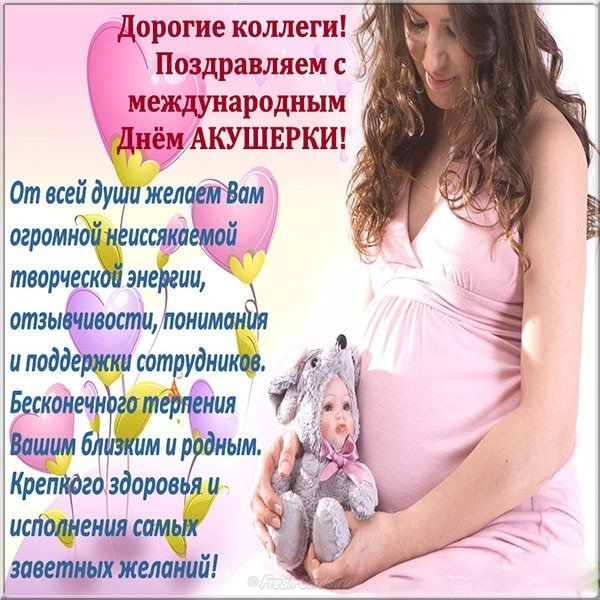 Дорогие коллеги!
Поздравляем с
международным
Днём АКУШЕРКИ!
От всей души желаем Вам
огромной неиссякаемой
творческой энергии,
отзывчивости, понимания
и поддержки сотрудников.
Бесконечного терпения
Вашим близким и родным.
Крепкого здоровья и
исполнения самых
заветных желаний!